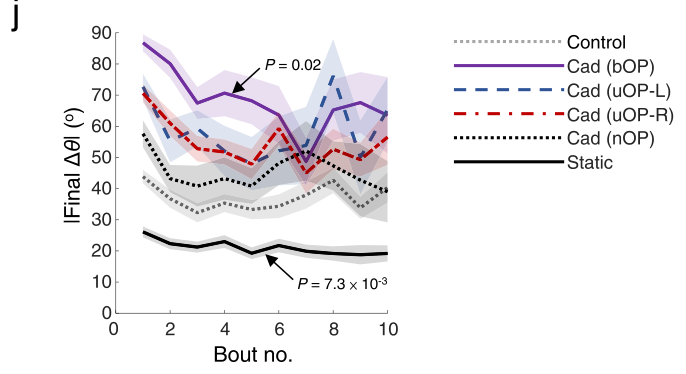 j
90
80
70
60
50
40
30
20
10
0
|Final Δθ| (°)
0 2 4 6 8 10
Bout no.
P = 0.02
P = 7.3 × 10⁻³
Control
Cad (bOP)
Cad (uOP-L)
Cad (uOP-R)
Cad (nOP)
Static